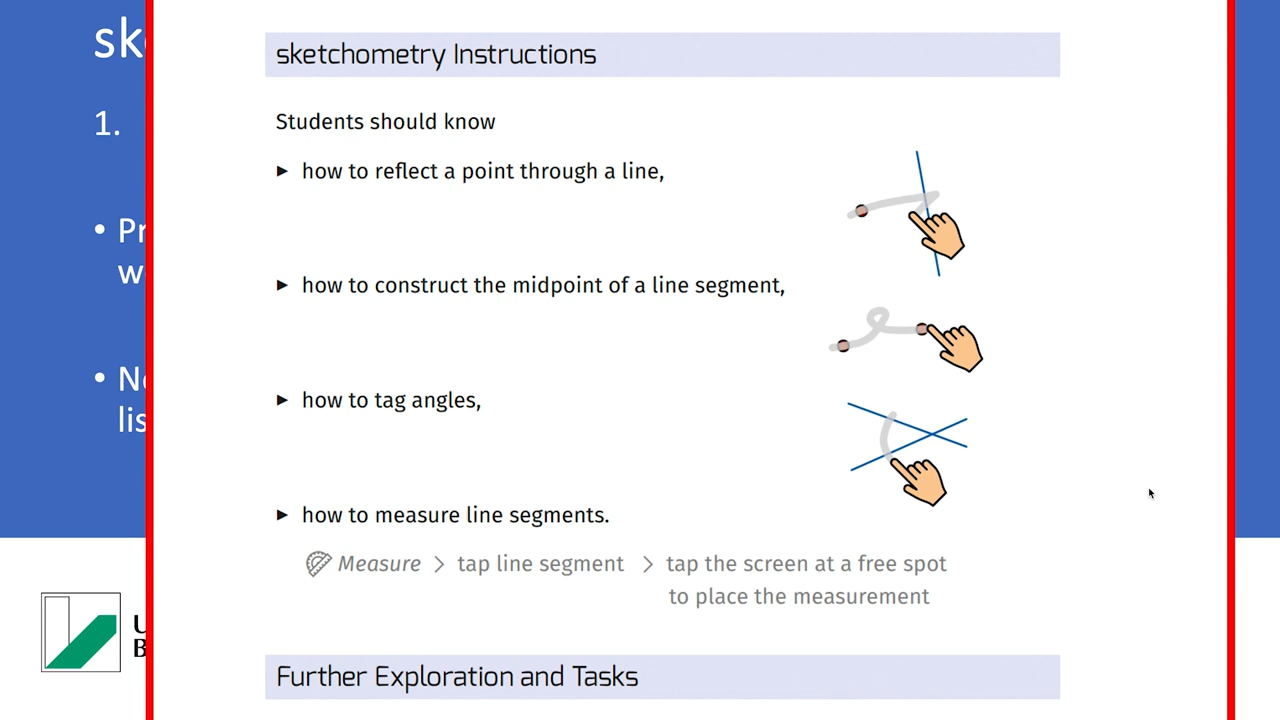 sketchometry Instructions
1.
Students should know
► how to reflect a point through a line,
► how to construct the midpoint of a line segment,
► how to tag angles,
► how to measure line segments.
Measure > tap line segment > tap the screen at a free spot
to place the measurement
Further Exploration and Tasks